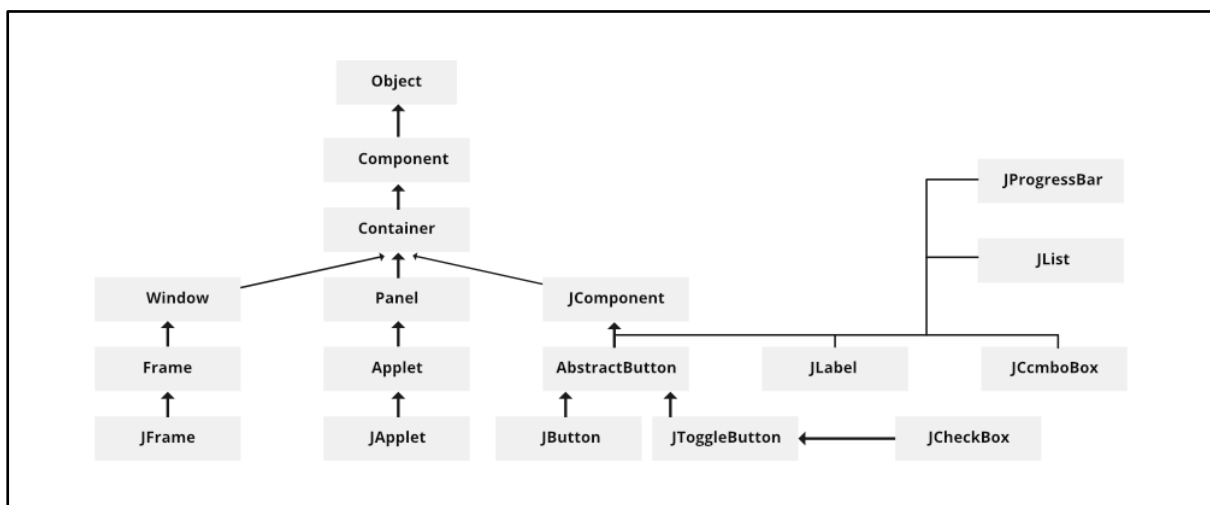 Object
Component
JProgressBar
Container
JList
Window
Panel
JComponent
Frame
Applet
AbstractButton
JLabel
JCcmboBox
JFrame
JApplet
JButton
JToggleButton
JCheckBox